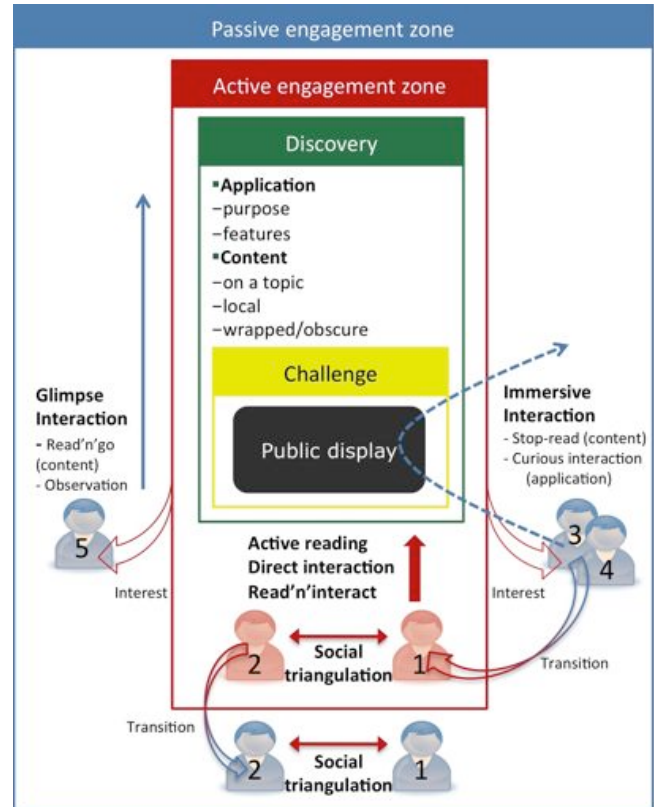 Passive engagement zone
Active engagement zone
Discovery
▪Application
–purpose
–features
▪Content
–on a topic
–local
–wrapped/obscure
Challenge
Public display
Glimpse
Interaction
- Read'n'go
(content)
- Observation
5
Interest
Immersive
Interaction
- Stop-read (content)
- Curious interaction
(application)
3
4
Interest
Active reading
Direct interaction
Read'n'interact
2
Social
triangulation
1
Transition
Transition
2
Social
triangulation
1